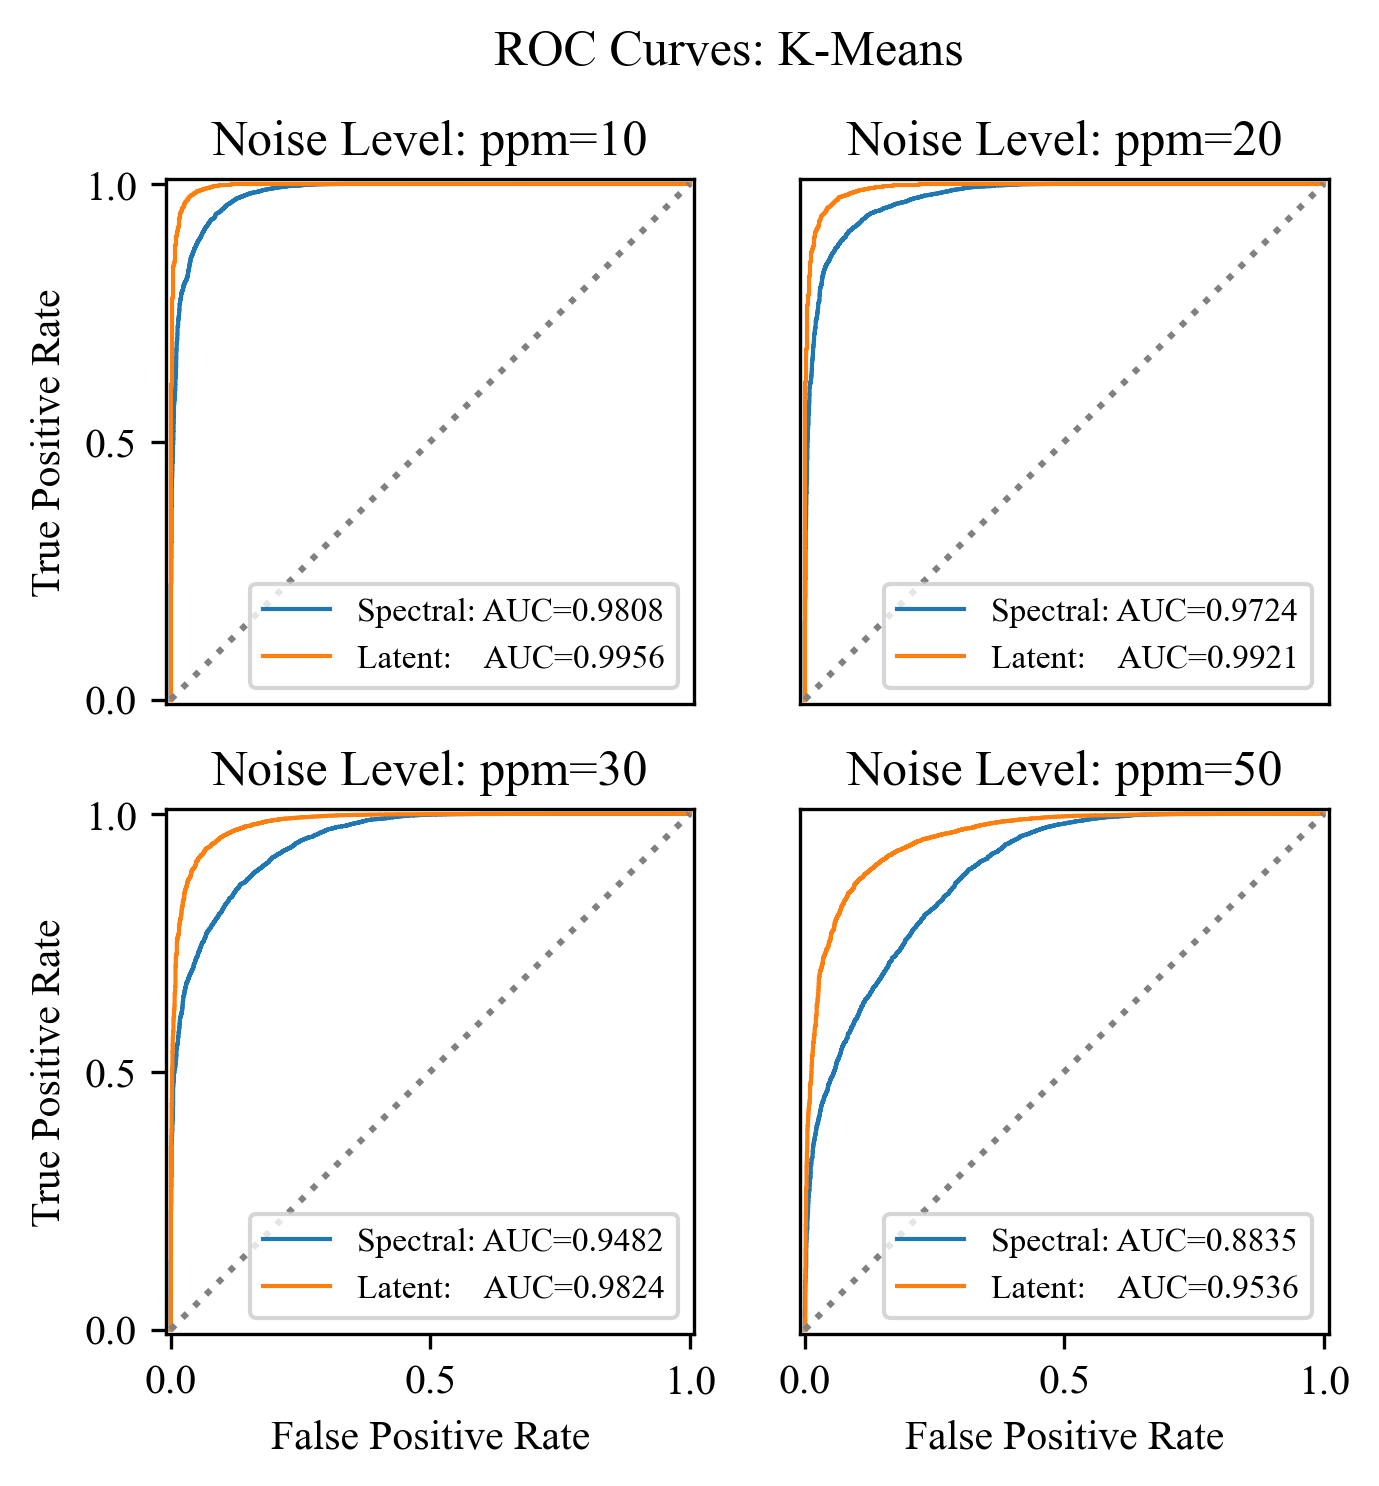 ROC Curves: K-Means
Noise Level: ppm=10
Noise Level: ppm=20
1.0
0.5
0.0
True Positive Rate
Spectral: AUC=0.9808
Latent: AUC=0.9956
Spectral: AUC=0.9724
Latent: AUC=0.9921
Noise Level: ppm=30
Noise Level: ppm=50
1.0
0.5
0.0
True Positive Rate
Spectral: AUC=0.9482
Latent: AUC=0.9824
Spectral: AUC=0.8835
Latent: AUC=0.9536
0.0 0.5 1.0
0.0 0.5 1.0
False Positive Rate
False Positive Rate